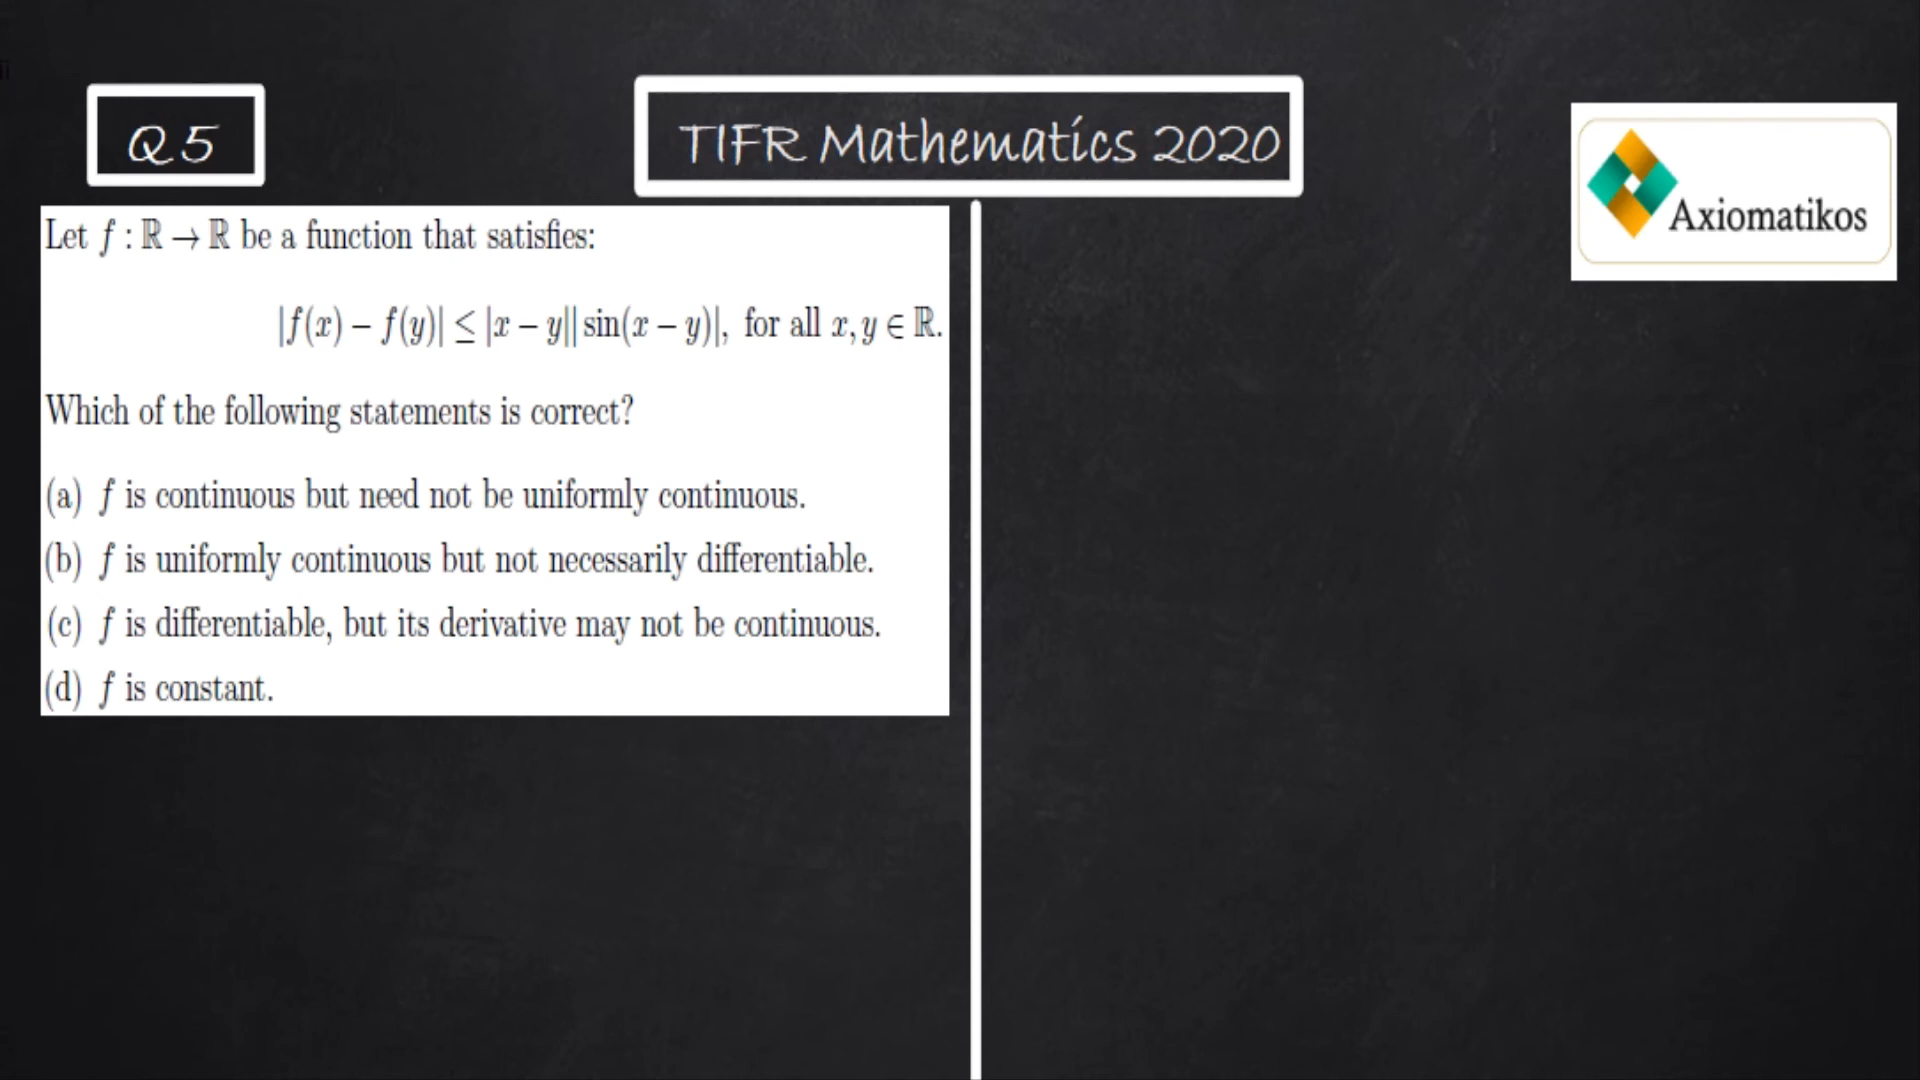 Q 5
TIFR Mathematics 2020
Axiomatikos
Let f : ℝ → ℝ be a function that satisfies:
|f(x) − f(y)| ≤ |x − y|| sin(x − y)|, for all x, y ∈ ℝ.
Which of the following statements is correct?
(a) f is continuous but need not be uniformly continuous.
(b) f is uniformly continuous but not necessarily differentiable.
(c) f is differentiable, but its derivative may not be continuous.
(d) f is constant.